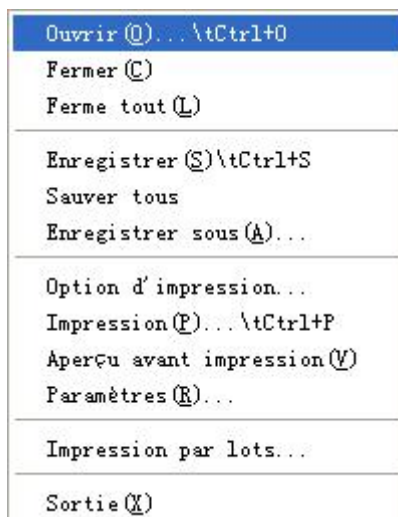 Ouvrir(O)...\tCtrl+O
Fermer(C)
Ferme tout(L)
Enregistrer(S)\tCtrl+S
Sauver tous
Enregistrer sous(A)...
Option d'impression...
Impression(P)...\tCtrl+P
Aperçu avant impression(V)
Paramètres(R)...
Impression par lots...
Sortie(X)